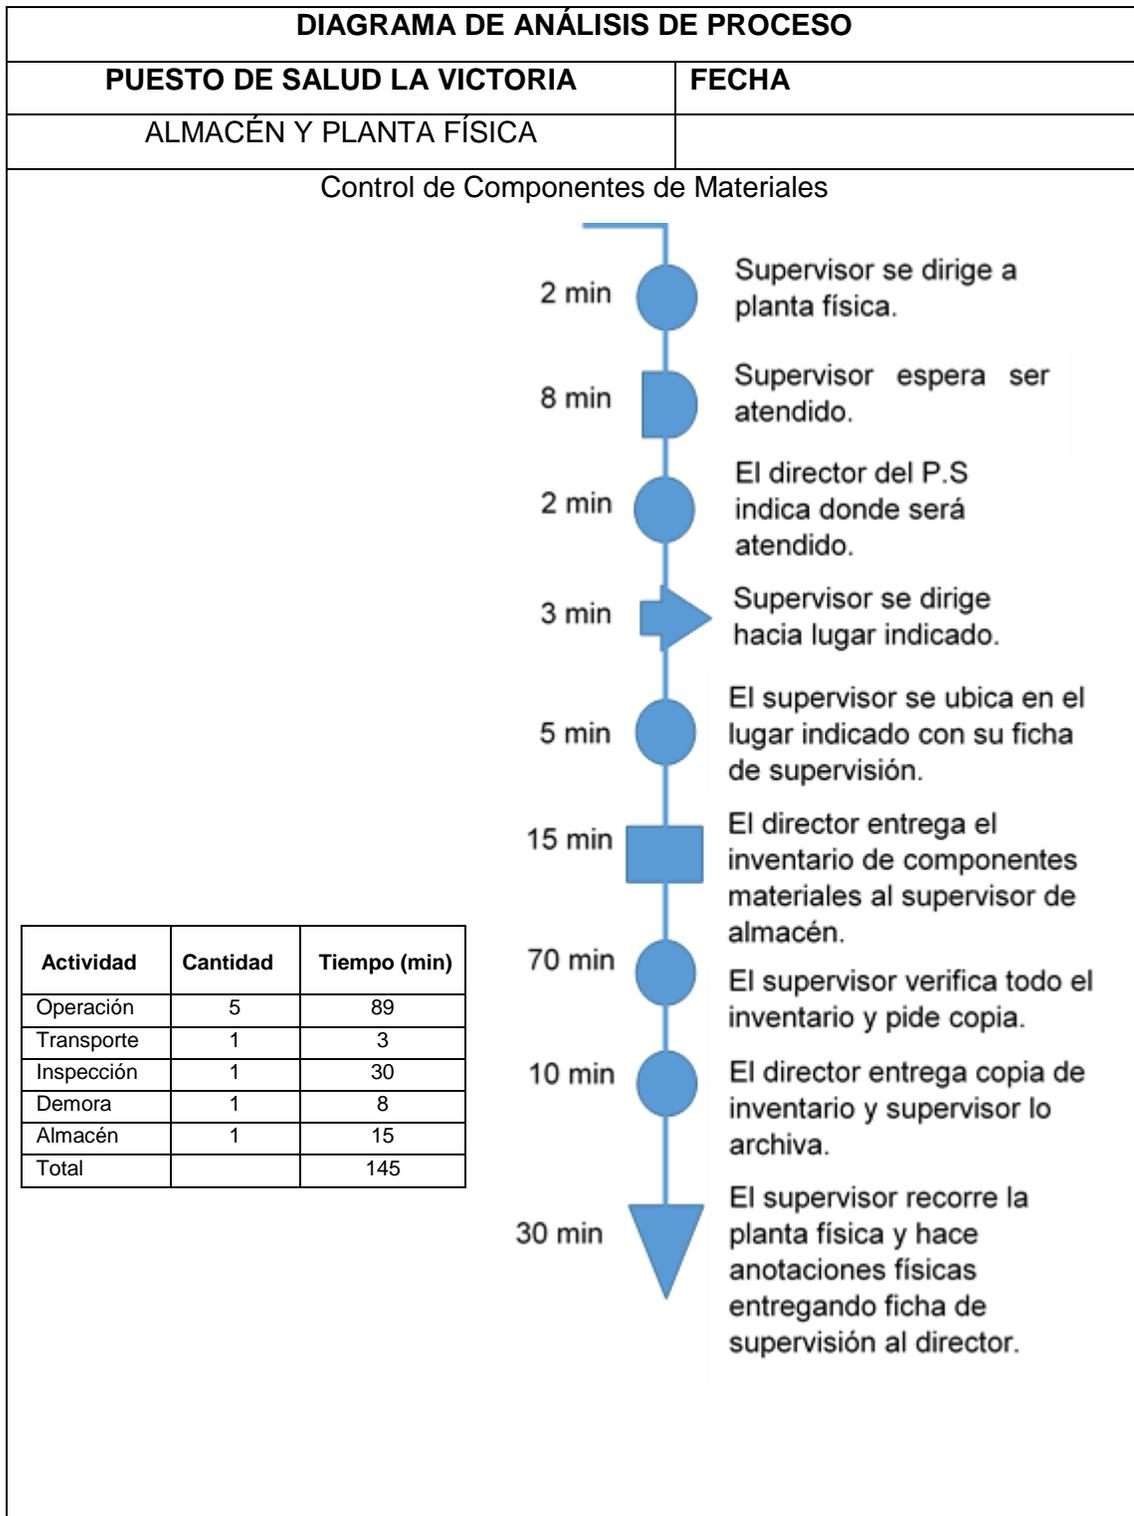 DIAGRAMA DE ANÁLISIS DE PROCESO
PUESTO DE SALUD LA VICTORIA
FECHA
ALMACÉN Y PLANTA FÍSICA
Control de Componentes de Materiales
2 min
Supervisor se dirige a
planta física.
8 min
Supervisor espera ser
atendido.
2 min
El director del P.S
indica donde será
atendido.
3 min
Supervisor se dirige
hacia lugar indicado.
5 min
El supervisor se ubica en el
lugar indicado con su ficha
de supervisión.
15 min
El director entrega el
inventario de componentes
materiales al supervisor de
almacén.
70 min
El supervisor verifica todo el
inventario y pide copia.
10 min
El director entrega copia de
inventario y supervisor lo
archiva.
30 min
El supervisor recorre la
planta física y hace
anotaciones físicas
entregando ficha de
supervisión al director.
Actividad Cantidad Tiempo (min)
Operación 5 89
Transporte 1 3
Inspección 1 30
Demora 1 8
Almacén 1 15
Total 145